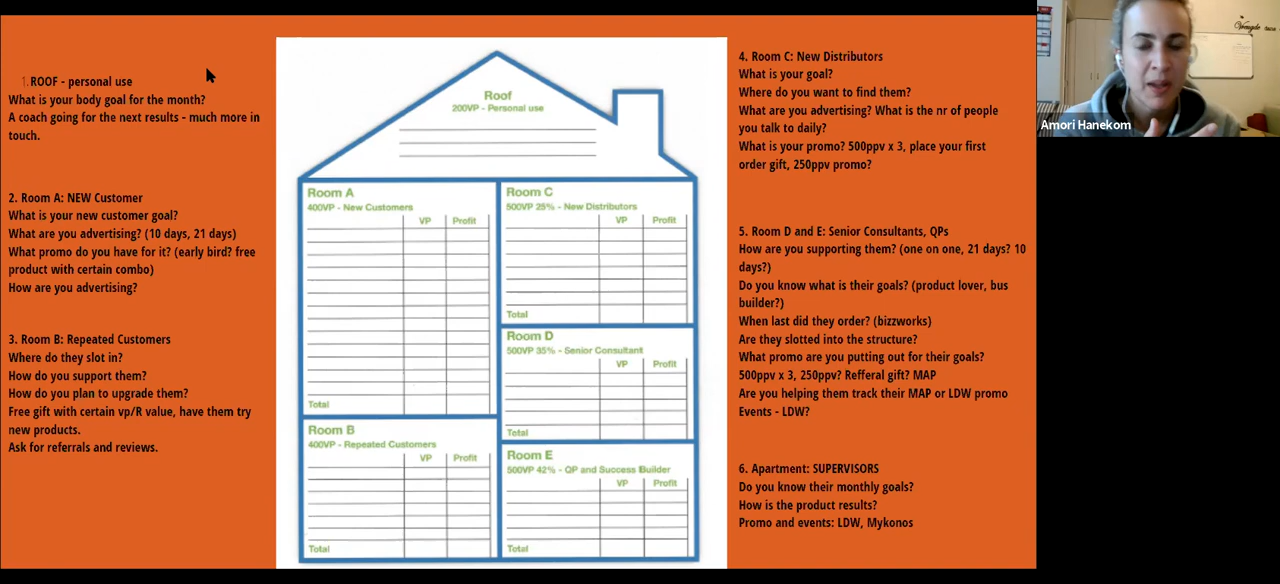 1. ROOF - personal use
What is your body goal for the month?
A coach going for the next results - much more in
touch.
2. Room A: NEW Customer
What is your new customer goal?
What are you advertising? (10 days, 21 days)
What promo do you have for it? (early bird? free
product with certain combo)
How are you advertising?
3. Room B: Repeated Customers
Where do they slot in?
How do you support them?
How do you plan to upgrade them?
Free gift with certain vp/R value, have them try
new products.
Ask for referrals and reviews.
Roof
200VP - Personal use
Room A
400VP - New Customers
VP Profit
Total
Room B
400VP - Repeated Customers
VP Profit
Total
Room C
500VP 25% - New Distributors
VP Profit
Total
Room D
500VP 35% - Senior Consultant
VP Profit
Total
Room E
500VP 42% - QP and Success Builder
VP Profit
Total
4. Room C: New Distributors
What is your goal?
Where do you want to find them?
What are you advertising? What is the nr of people
you talk to daily?
What is your promo? 500ppv x 3, place your first
order gift, 250ppv promo?
5. Room D and E: Senior Consultants, QPs
How are you supporting them? (one on one, 21 days? 10
days?)
Do you know what is their goals? (product lover, bus
builder?)
When last did they order? (bizzworks)
Are they slotted into the structure?
What promo are you putting out for their goals?
500ppv x 3, 250ppv? Refferal gift? MAP
Are you helping them track their MAP or LDW promo
Events - LDW?
6. Apartment: SUPERVISORS
Do you know their monthly goals?
How is the product results?
Promo and events: LDW, Mykonos
Amori Hanekom